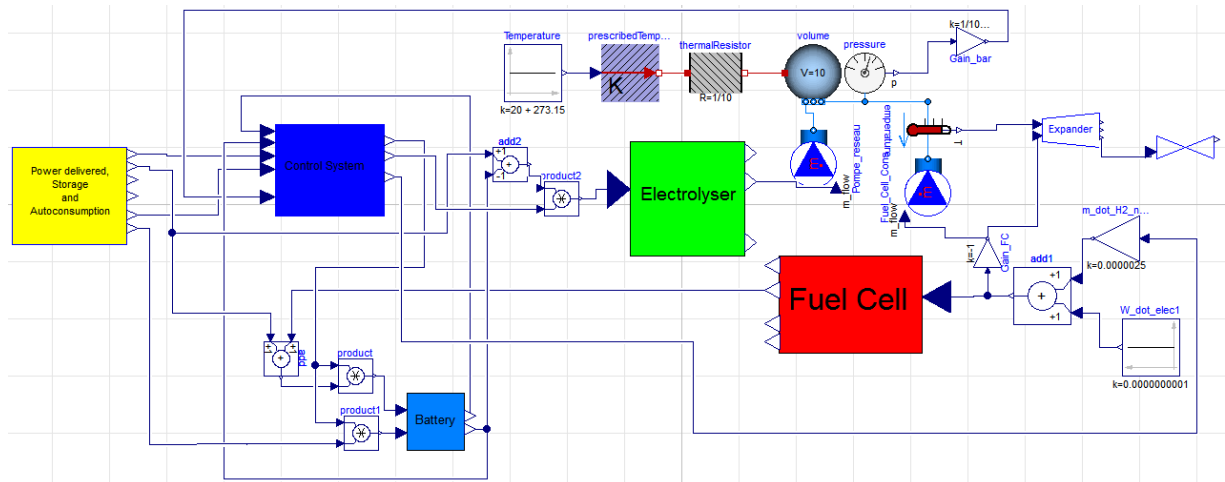 k=1/10...
Gain_bar
Temperature
k=20 + 273.15
prescribedTemp...
K
thermalResistor
R=1/10
volume
V=10
pressure
p
Power delivered,
Storage
and
Autoconsumption
Control System
add2
+1
-1
product2
Electrolyser
E
Pompe_reseau
m_flow
T
E
m_flow
Expander
k=-1
Gain_FC
m_dot_H2_n...
k=0.0000025
add1
+1
+
+1
W_dot_elec1
k=0.0000000001
Fuel Cell
add
+
product
product1
Battery